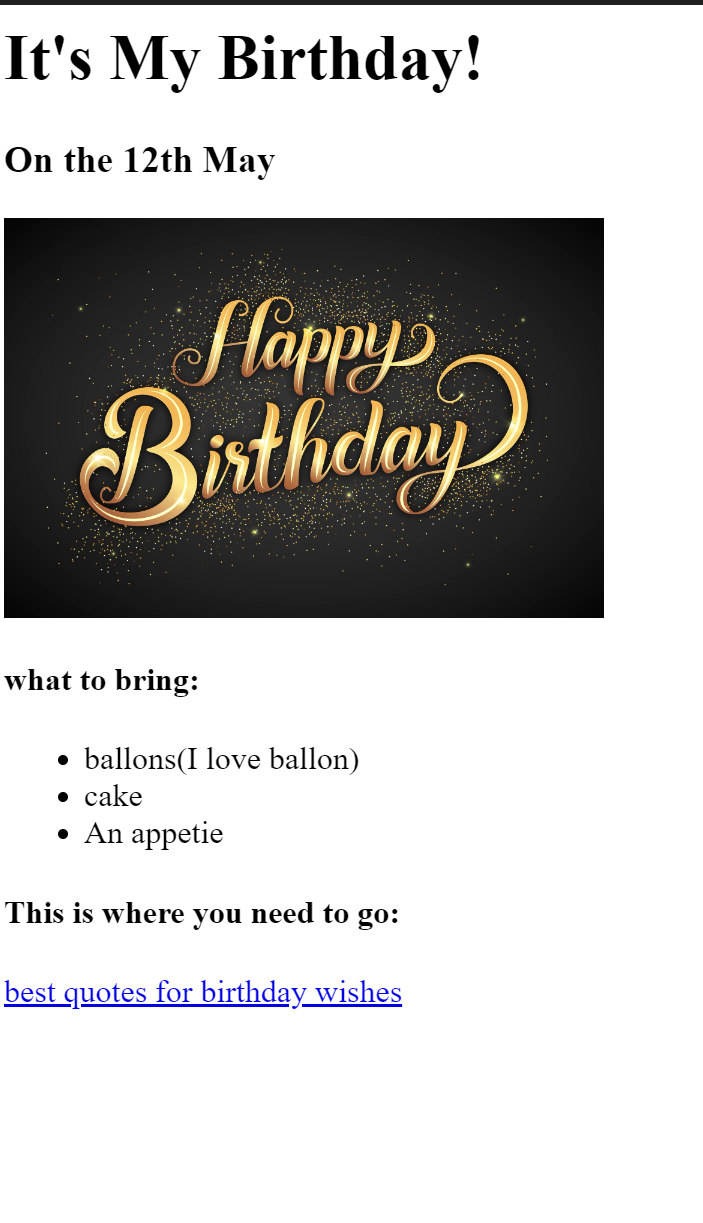 It's My Birthday!
On the 12th May
Happy
Birthday
what to bring:
ballons(I love ballon)
cake
An appetie
This is where you need to go:
best quotes for birthday wishes